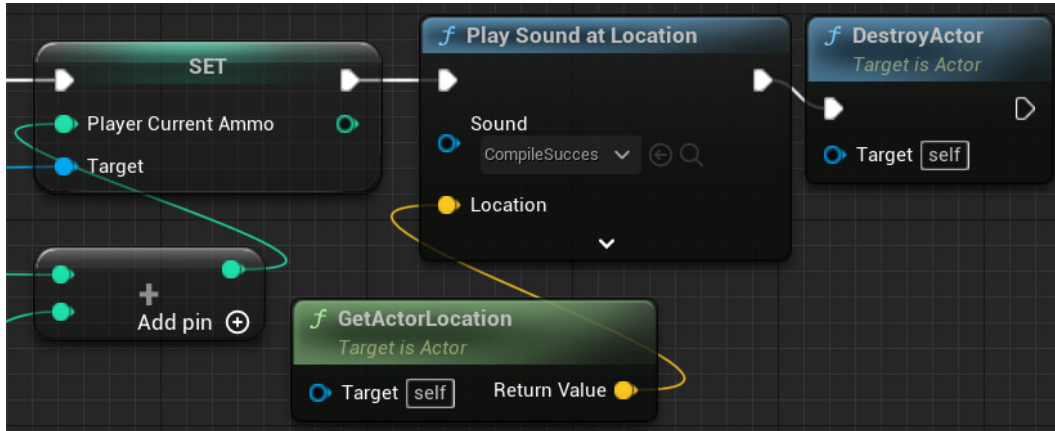 SET
Player Current Ammo
Target
Add pin
f Play Sound at Location
Sound
CompileSucces
Location
f DestroyActor
Target is Actor
Target self
f GetActorLocation
Target is Actor
Target self Return Value